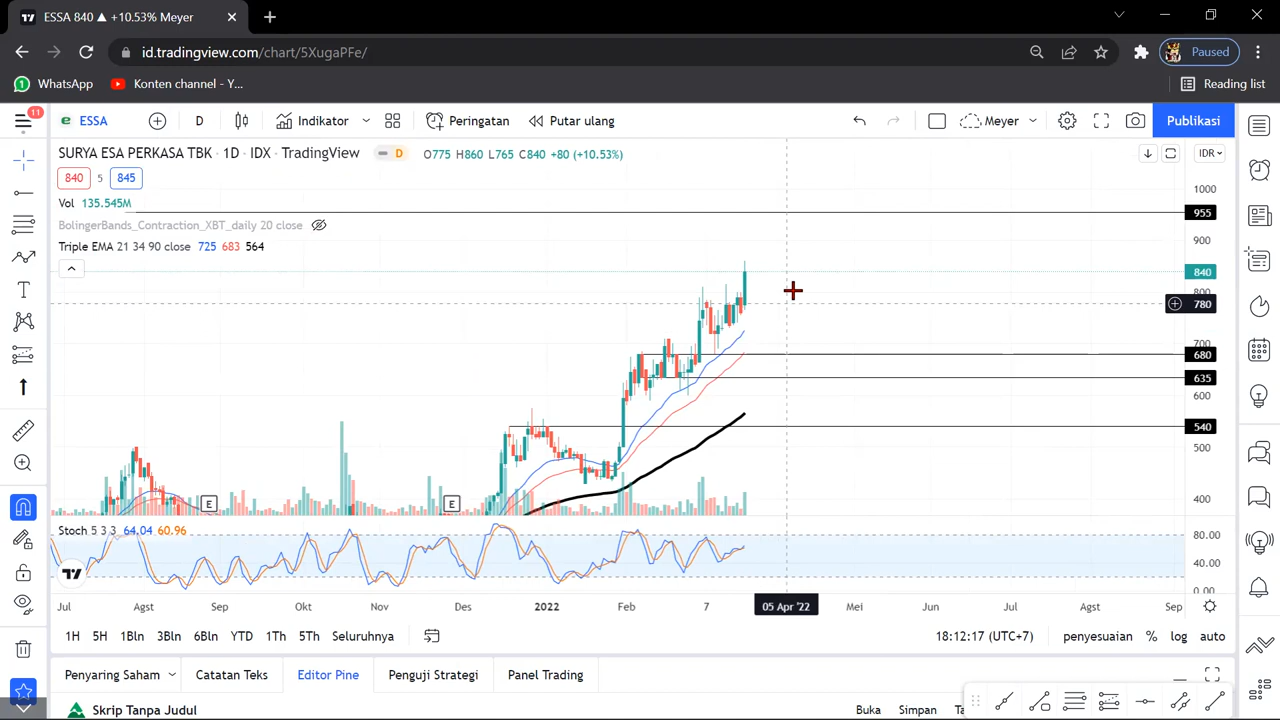 ESSA 840 ▲ +10.53% Meyer
id.tradingview.com/chart/5XugaPFe/
Paused
WhatsApp
Konten channel - Y...
Reading list
11
ESSA
D
Indikator
Peringatan
Putar ulang
Meyer
Publikasi
SURYA ESA PERKASA TBK · 1D · IDX · TradingView
D
O775 H860 L765 C840 +80 (+10.53%)
IDR
840 5 845
Vol 135.545M
BolingerBands_Contraction_XBT_daily 20 close
Triple EMA 21 34 90 close 725 683 564
1000
955
900
840
800
780
700
680
635
600
540
500
400
E
E
Stoch 5 3 3 64.04 60.96
80.00
40.00
0.00
Jul Agst Sep Okt Nov Des 2022 Feb 7 05 Apr '22 Mei Jun Jul Agst Sep
1H 5H 1Bln 3Bln 6Bln YTD 1Th 5Th Seluruhnya
18:12:17 (UTC+7)
penyesuaian % log auto
Penyaring Saham
Catatan Teks
Editor Pine
Penguji Strategi
Panel Trading
Skrip Tanpa Judul
Buka
Simpan